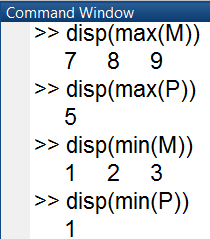 Command Window
>> disp(max(M))
7 8 9
>> disp(max(P))
5
>> disp(min(M))
1 2 3
>> disp(min(P))
1